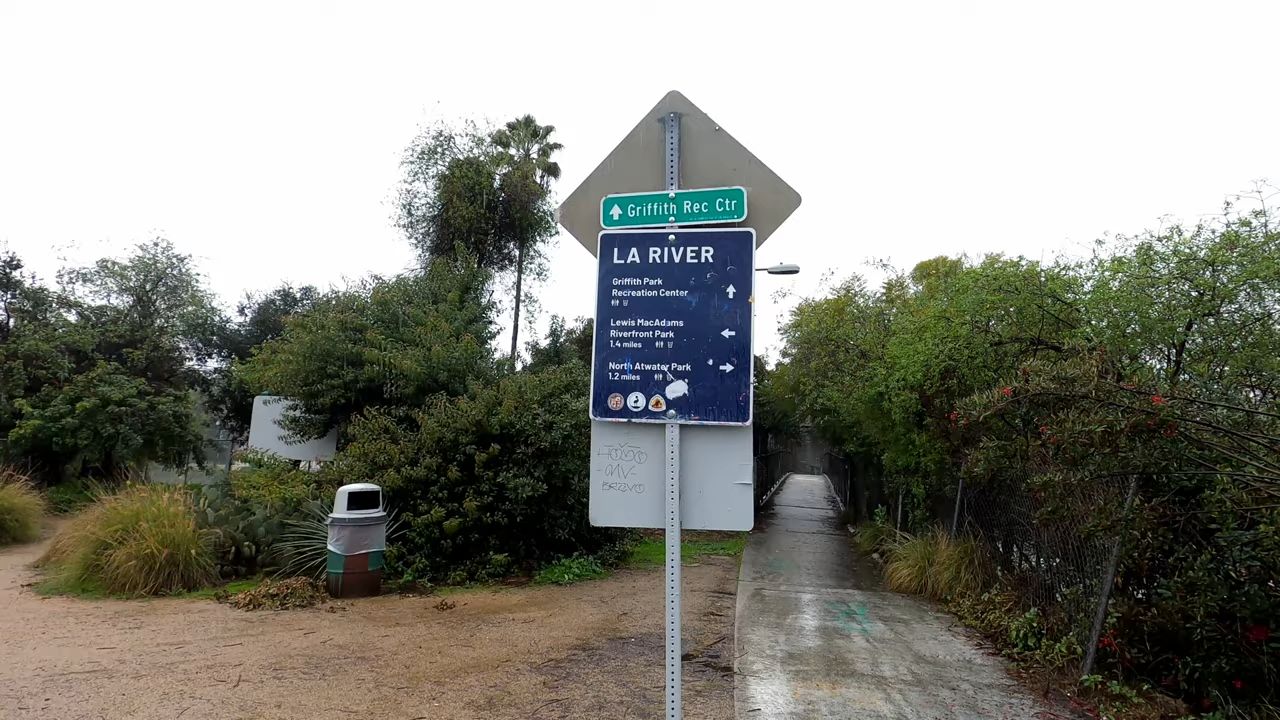 Griffith Rec Ctr
LA RIVER
Griffith Park
Recreation Center
Lewis MacAdams
Riverfront Park
1.4 miles
North Atwater Park
1.2 miles